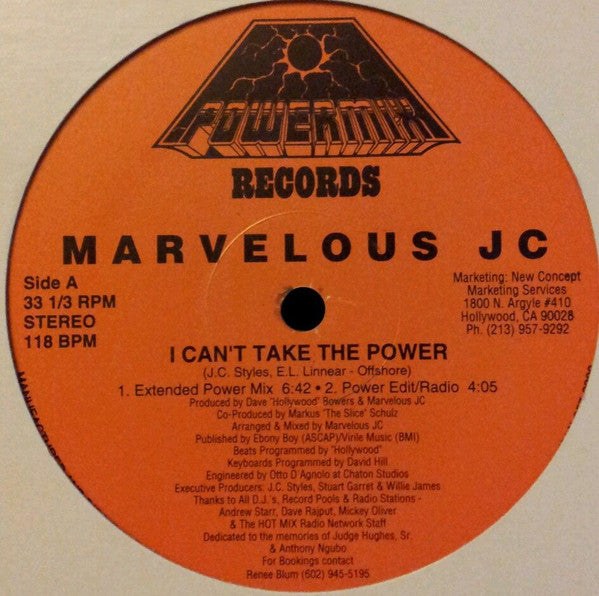 POWERMIX
RECORDS
MARVELOUS JC
Side A
33 1/3 RPM
STEREO
118 BPM
Marketing: New Concept
Marketing Services
1800 N. Argyle #410
Hollywood, CA 90028
Ph. (213) 957-9292
I CAN'T TAKE THE POWER
(J.C. Styles, E.L. Linnear - Offshore)
1. Extended Power Mix 6:42 • 2. Power Edit/Radio 4:05
Produced by Dave "Hollywood" Bowers & Marvelous JC
Co-Produced by Markus "The Slice" Schulz
Arranged & Mixed by Marvelous JC
Published by Ebony Boy (ASCAP)/Virile Music (BMI)
Beats Programmed by "Hollywood"
Keyboards Programmed by David Hill
Engineered by Otto D'Agnolo at Chaton Studios
Executive Producers: J.C. Styles, Stuart Garret & Willie James
Thanks to All D.J.'s, Record Pools & Radio Stations -
Andrew Starr, Dave Rajput, Mickey Oliver
& The HOT MIX Radio Network Stzff
Dedicated to the memories of Judge Hughes, Sr.
& Anthony Ngubo
For Bookings contact
Renee Blum (602) 945-5195